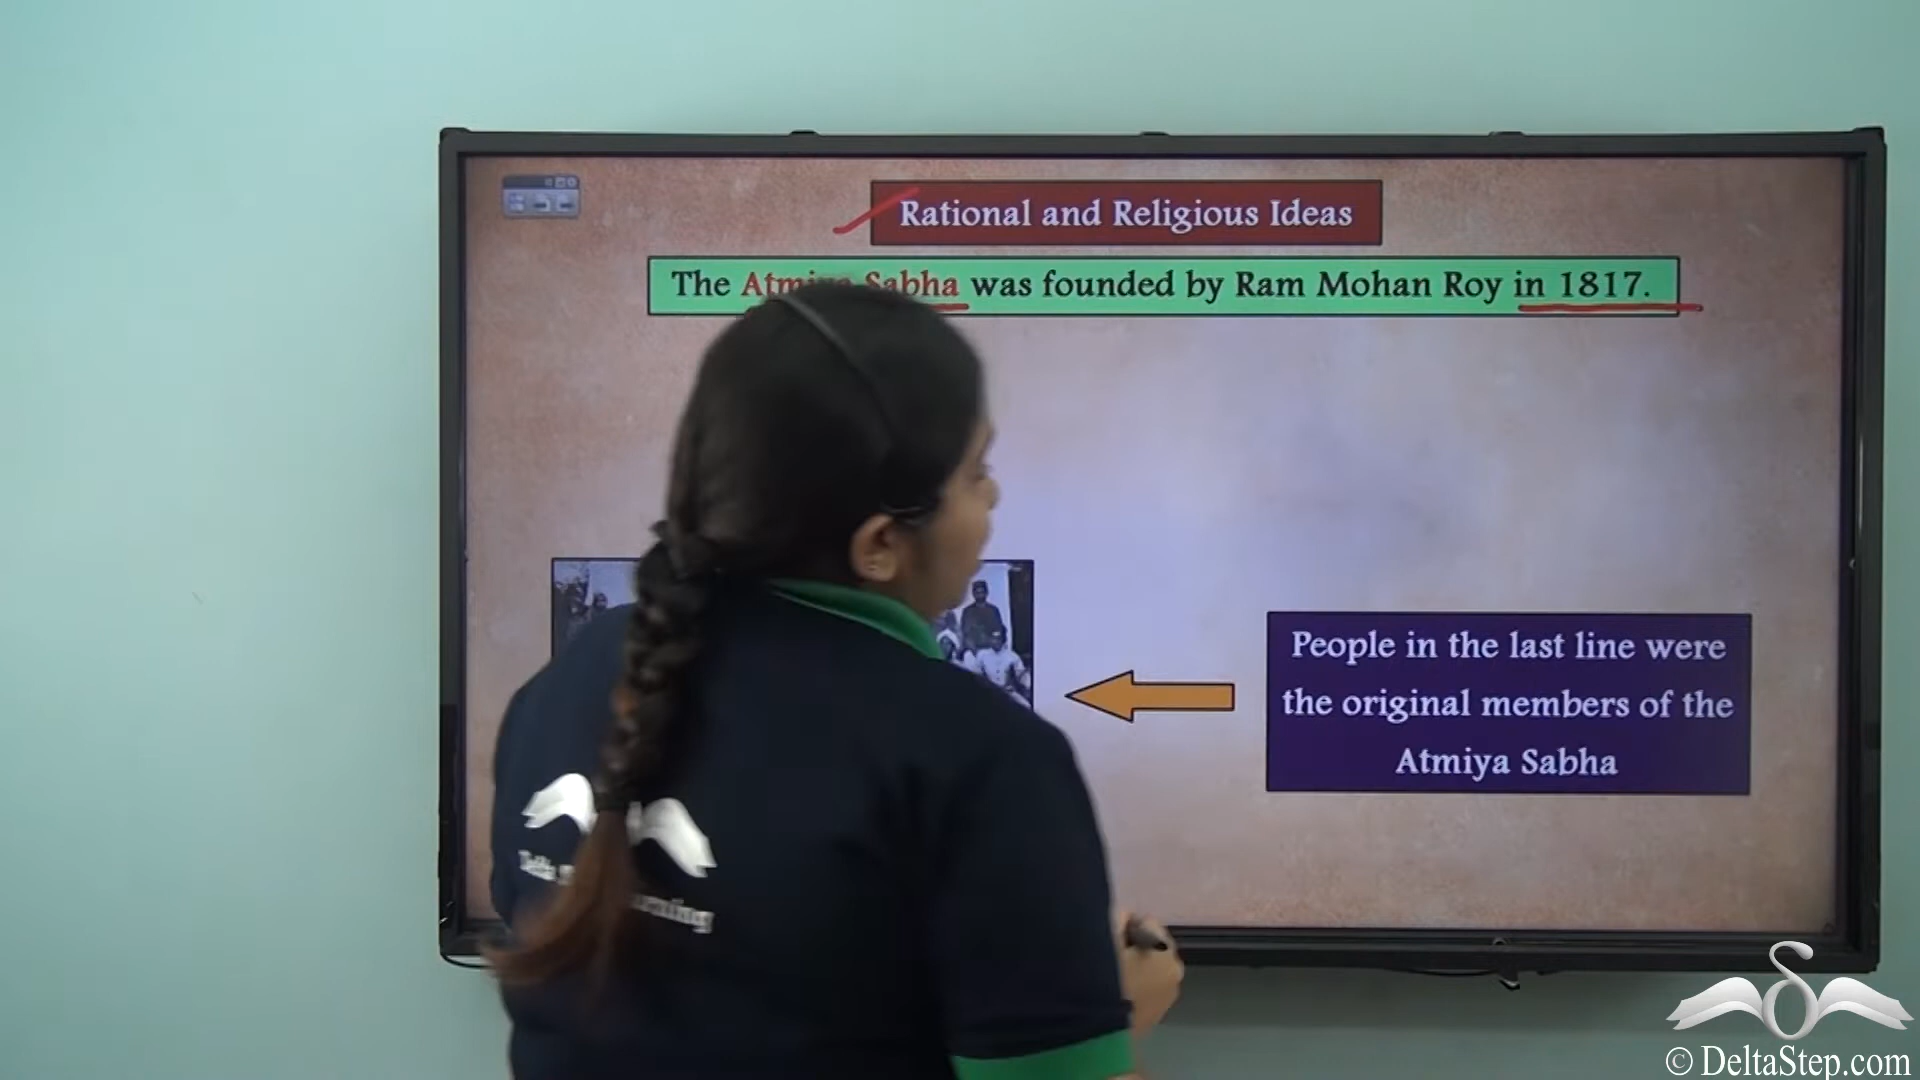 Rational and Religious Ideas
The Atmiya Sabha was founded by Ram Mohan Roy in 1817.
People in the last line were
the original members of the
Atmiya Sabha
© DeltaStep.com